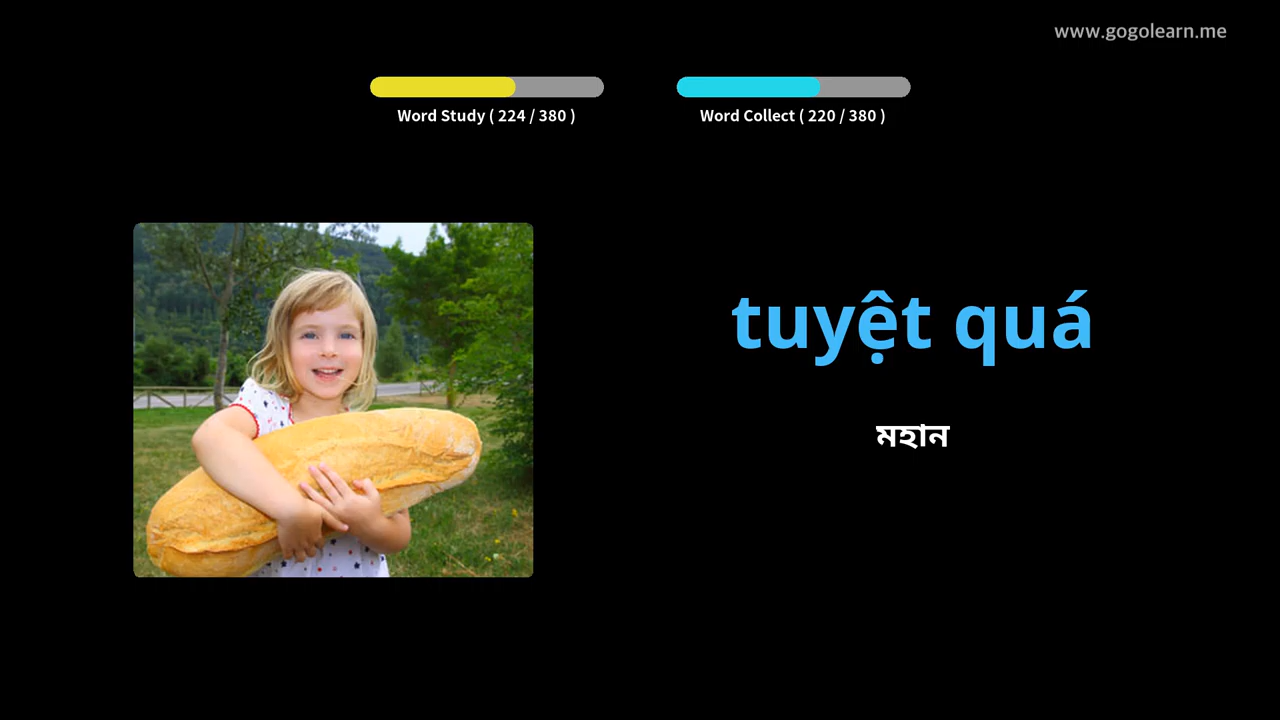 www.gogolearn.me
Word Study ( 224 / 380 )
Word Collect ( 220 / 380 )
tuyệt quá
মহান